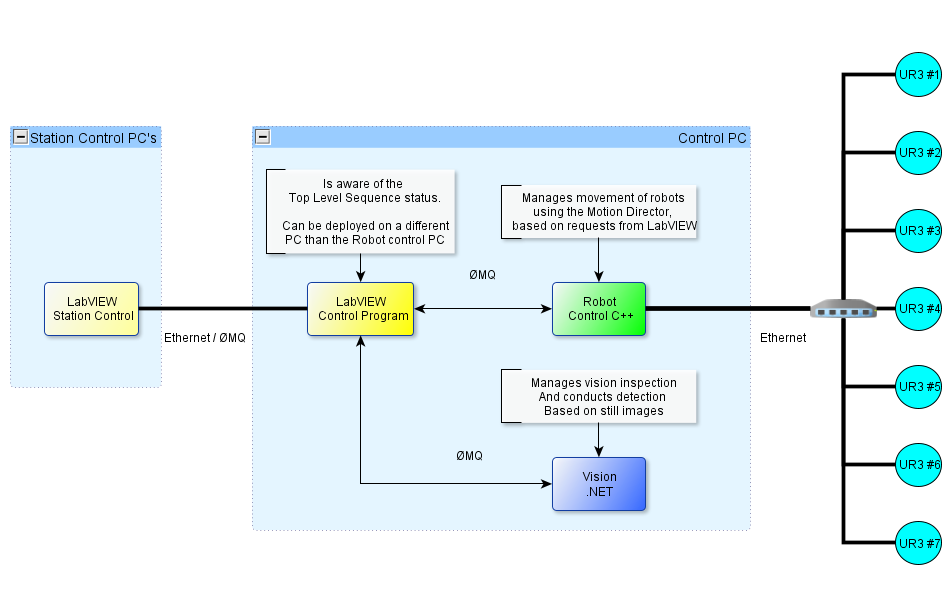 Station Control PC's
LabVIEW
Station Control
Ethernet / ØMQ
Control PC
Is aware of the
Top Level Sequence status.
Can be deployed on a different
PC than the Robot control PC
Manages movement of robots
using the Motion Director,
based on requests from LabVIEW
ØMQ
LabVIEW
Control Program
Robot
Control C++
Manages vision inspection
And conducts detection
Based on still images
ØMQ
Vision
.NET
Ethernet
UR3 #1
UR3 #2
UR3 #3
UR3 #4
UR3 #5
UR3 #6
UR3 #7